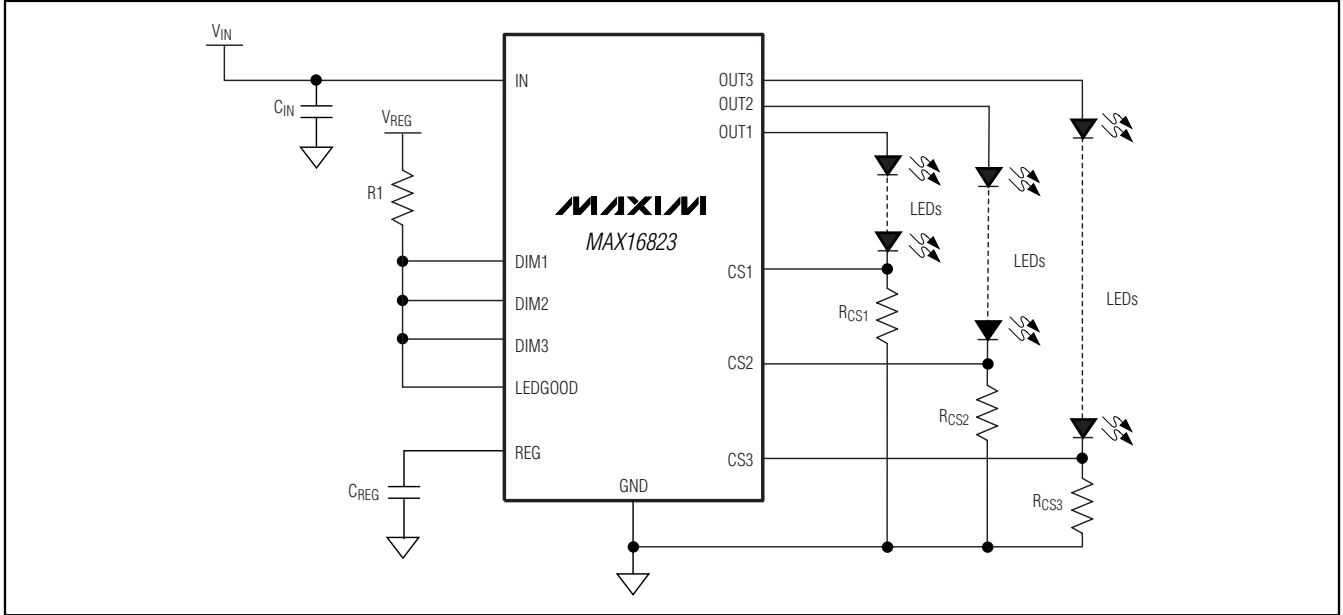 VIN
CIN
VREG
R1
IN
DIM1
DIM2
DIM3
LEDGOOD
REG
CREG
MAXIM
MAX16823
GND
OUT3
OUT2
OUT1
CS1
CS2
CS3
LEDs
LEDs
LEDs
RCS1
RCS2
RCS3